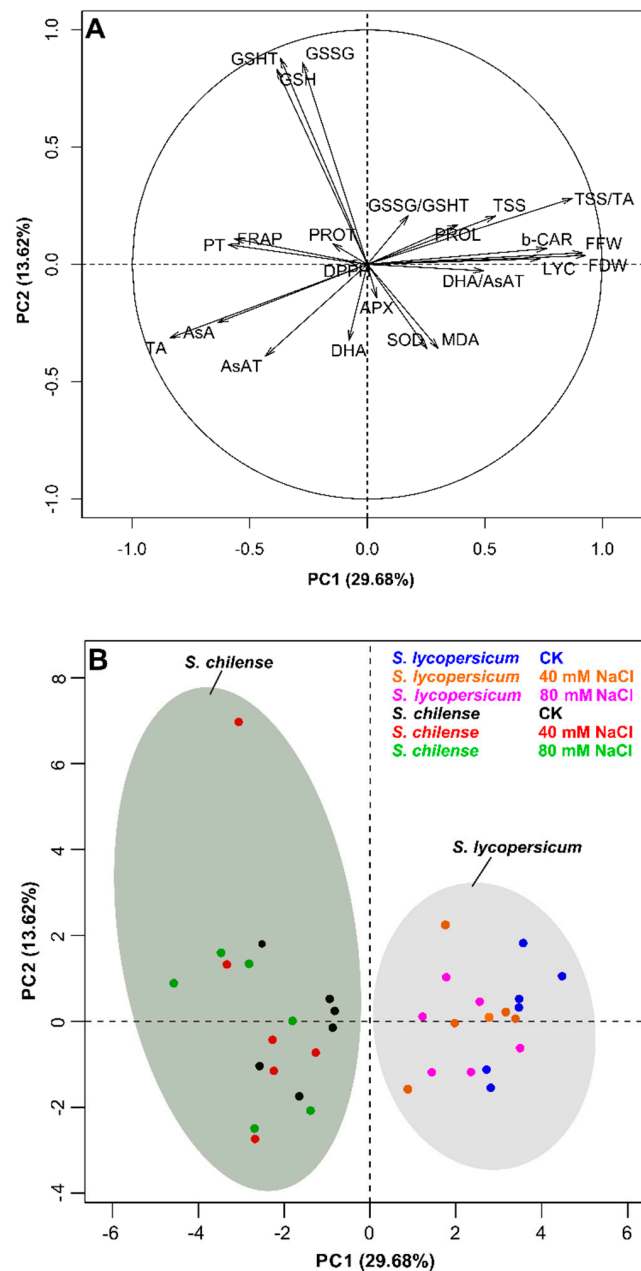 A
GSHT
GSSG
GSH
GSSG/GSHT
TSS
TSS/TA
PT
FRAP
PROT
PROL
b-CAR
FFW
DPPH
LYC
FDW
DHA/AsAT
APX
TA
AsA
AsAT
DHA
SOD
MDA
PC2 (13.62%)
1.0
0.5
0.0
-0.5
-1.0
-1.0 -0.5 0.0 0.5 1.0
PC1 (29.68%)
B
S. chilense
S. lycopersicum CK
S. lycopersicum 40 mM NaCl
S. lycopersicum 80 mM NaCl
S. chilense CK
S. chilense 40 mM NaCl
S. chilense 80 mM NaCl
S. lycopersicum
PC2 (13.62%)
8
6
4
2
0
-2
-4
-6 -4 -2 0 2 4 6
PC1 (29.68%)